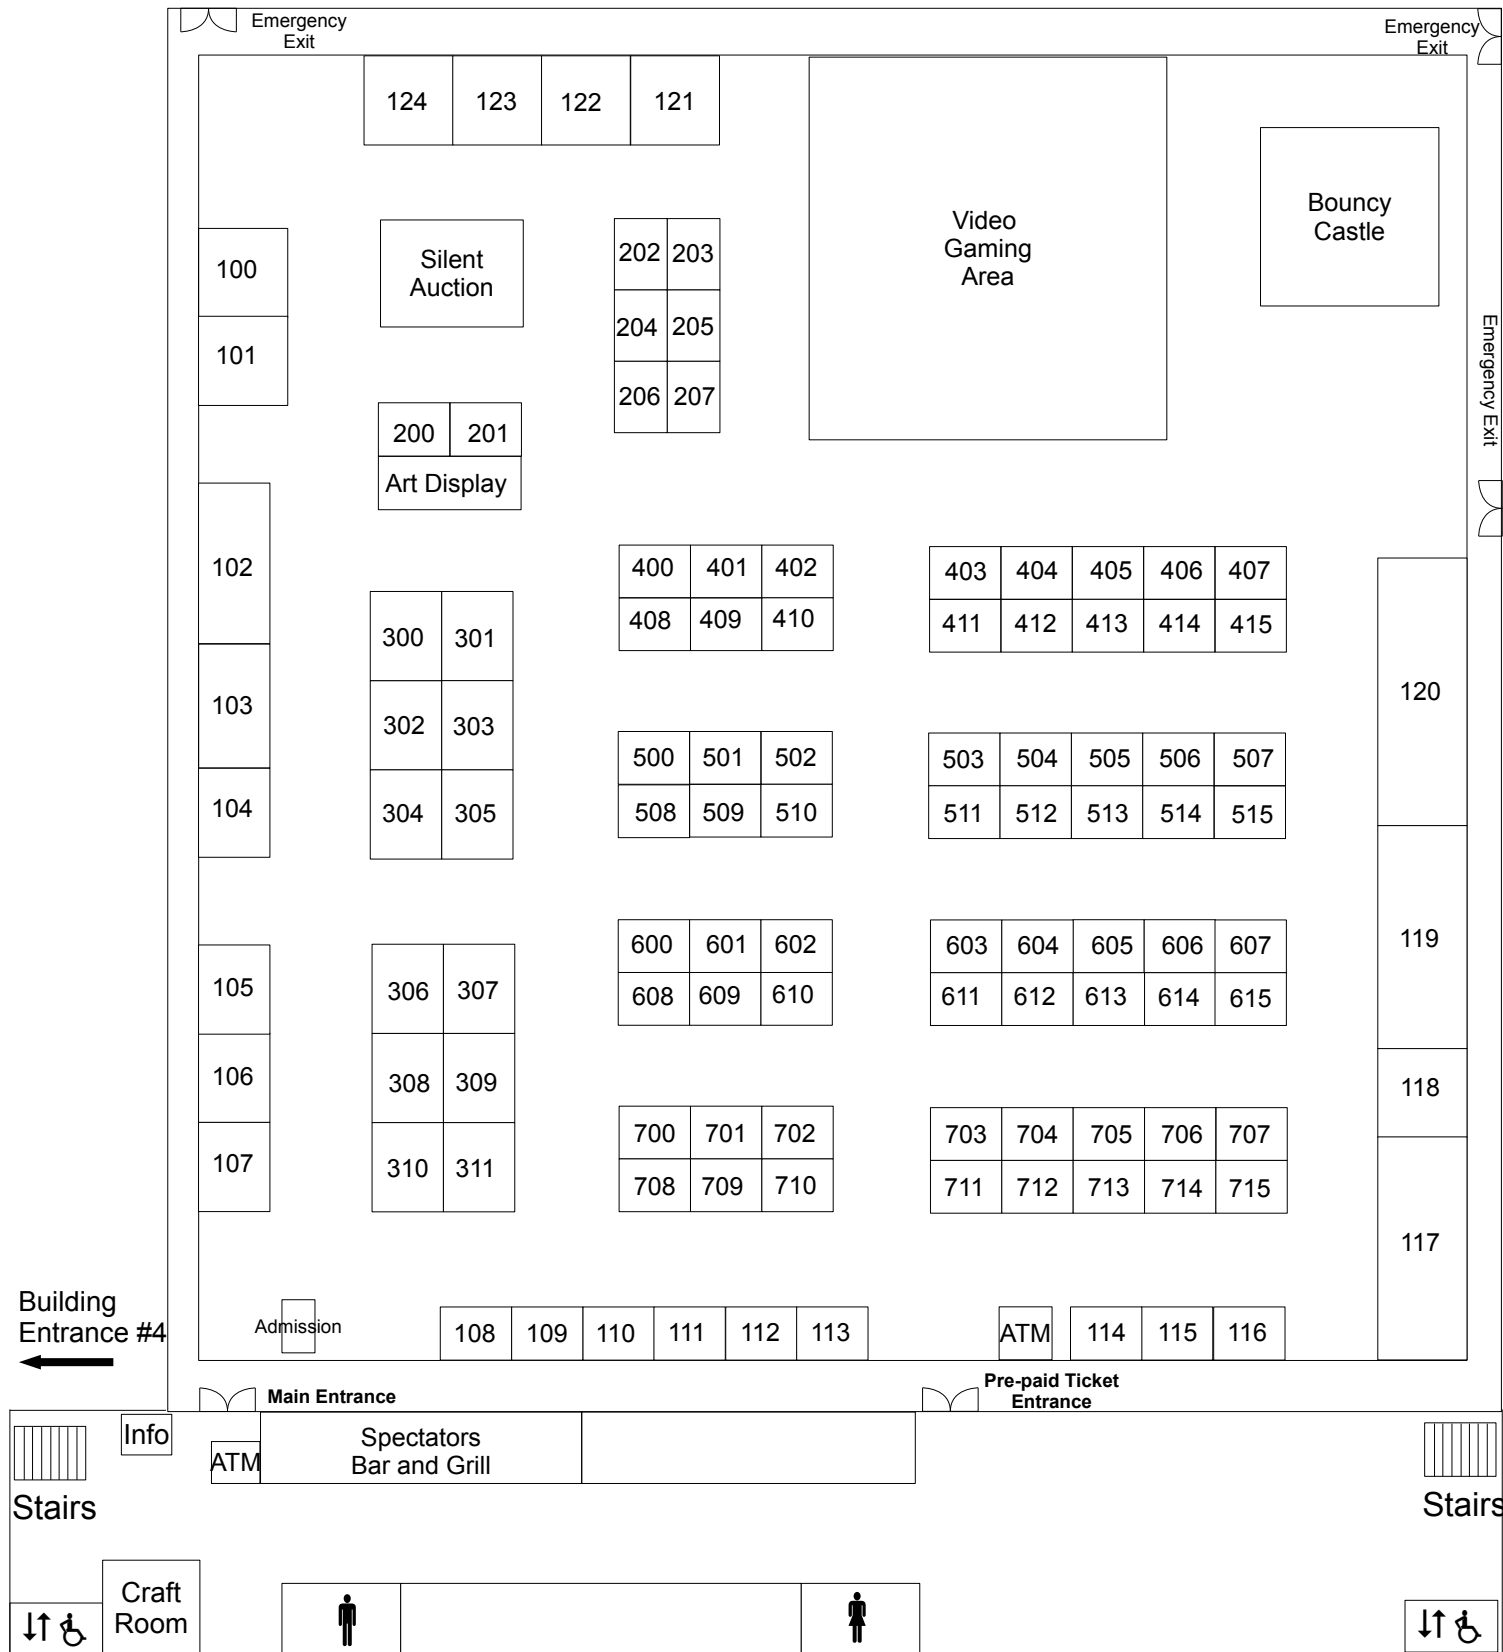 Emergency
Exit
Emergency
Exit
124 123 122 121
Video
Gaming
Area
Bouncy
Castle
100
Silent
Auction
202 203
204 205
206 207
101
Emergency Exit
200 201
Art Display
102
400 401 402
408 409 410
403 404 405 406 407
411 412 413 414 415
300 301
302 303
304 305
103
104
120
500 501 502
508 509 510
503 504 505 506 507
511 512 513 514 515
119
600 601 602
608 609 610
603 604 605 606 607
611 612 613 614 615
105
106
107
306 307
308 309
310 311
118
700 701 702
708 709 710
703 704 705 706 707
711 712 713 714 715
117
Building
Entrance #4
Admission
108 109 110 111 112 113
ATM
114 115 116
Main Entrance
Pre-paid Ticket
Entrance
Info
ATM
Spectators
Bar and Grill
Stairs
Stairs
Craft
Room